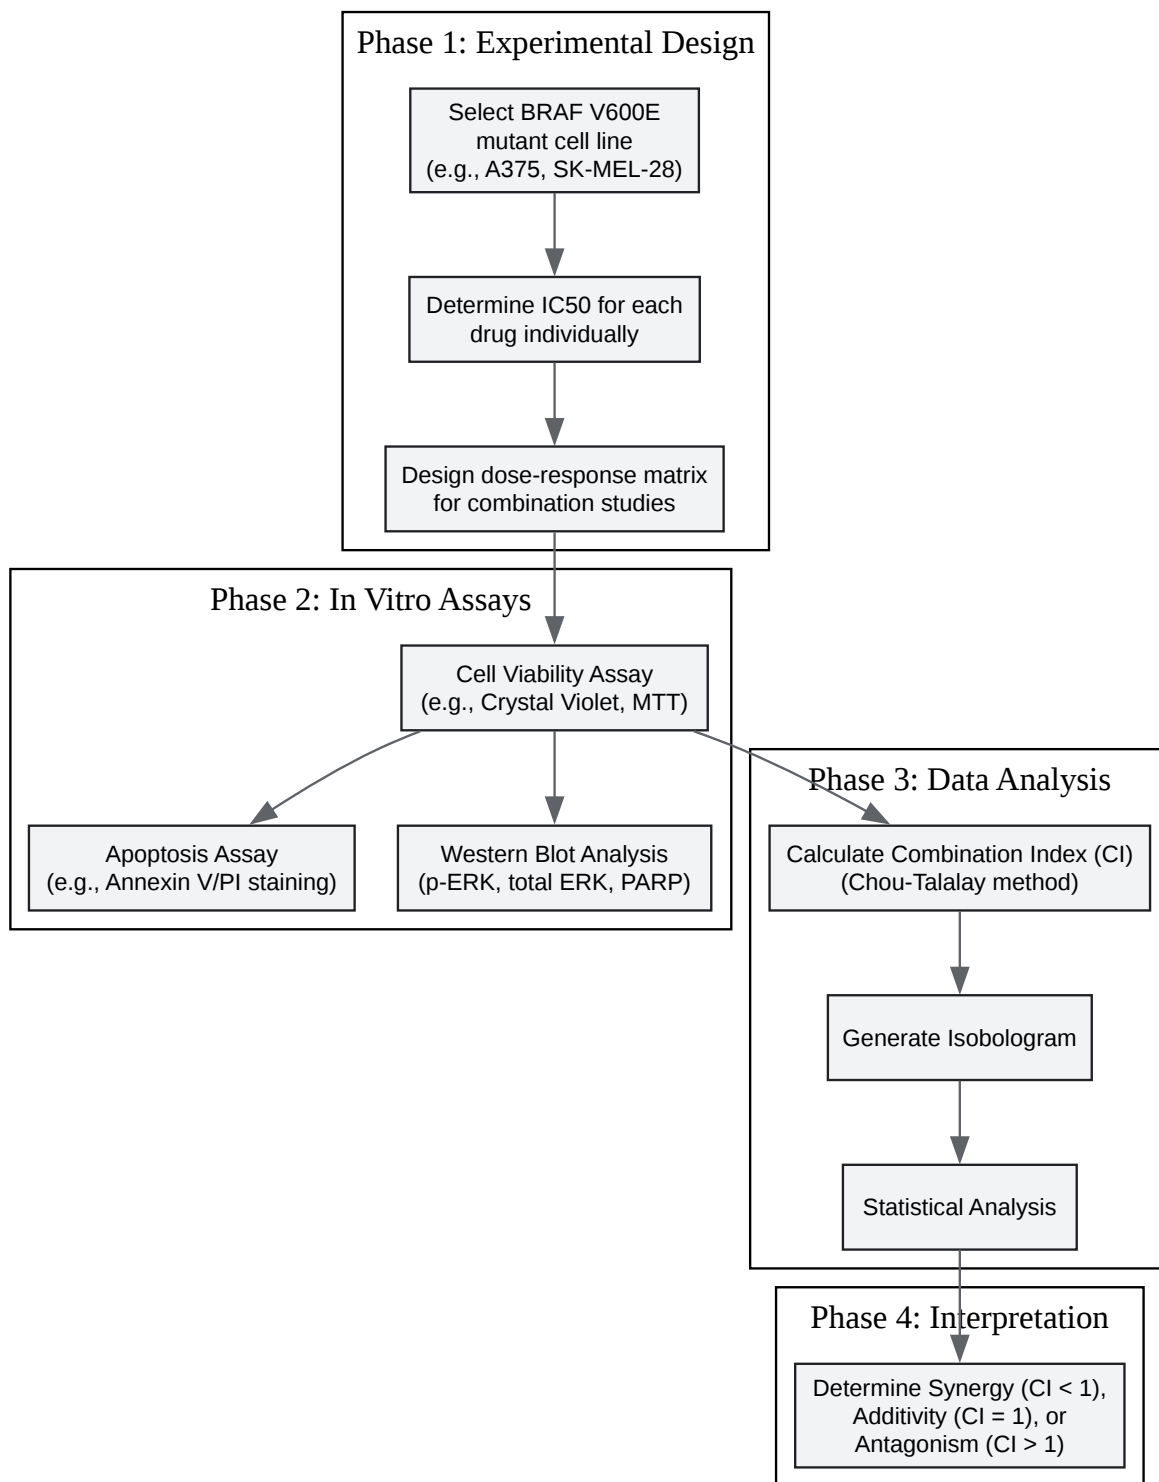 Phase 1: Experimental Design
Select BRAF V600E
mutant cell line
(e.g., A375, SK-MEL-28)
Determine IC50 for each
drug individually
Design dose-response matrix
for combination studies
Phase 2: In Vitro Assays
Cell Viability Assay
(e.g., Crystal Violet, MTT)
Apoptosis Assay
(e.g., Annexin V/PI staining)
Western Blot Analysis
(p-ERK, total ERK, PARP)
Phase 3: Data Analysis
Calculate Combination Index (CI)
(Chou-Talalay method)
Generate Isobologram
Statistical Analysis
Phase 4: Interpretation
Determine Synergy (CI < 1),
Additivity (CI = 1), or
Antagonism (CI > 1)